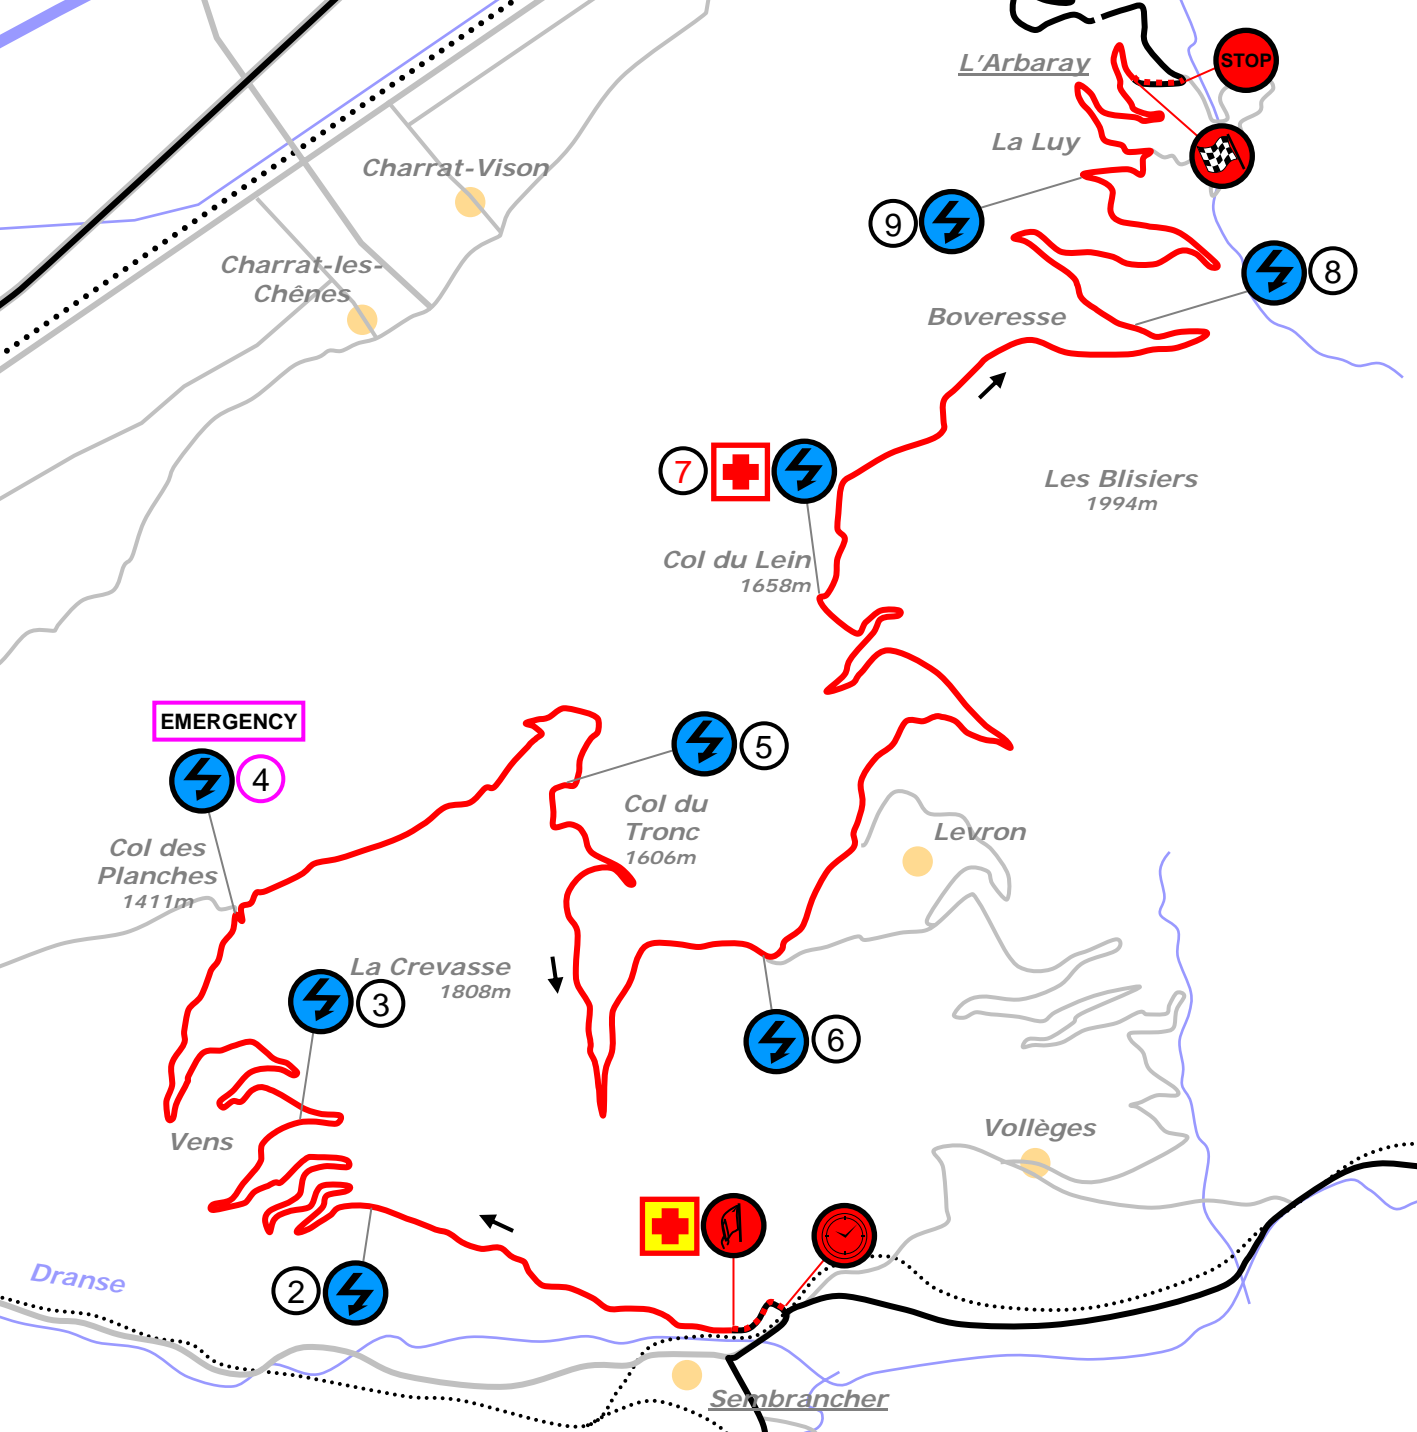 L'Arbaray
STOP
La Luy
Charrat-Vison
9
Charrat-les-
Chênes
8
Boveresse
7
Les Blisiers
1994m
Col du Lein
1658m
EMERGENCY
4
5
Col du
Tronc
1606m
Levron
Col des
Planches
1411m
La Crevasse
1808m
3
6
Vens
Vollèges
Dranse
2
Sembrancher